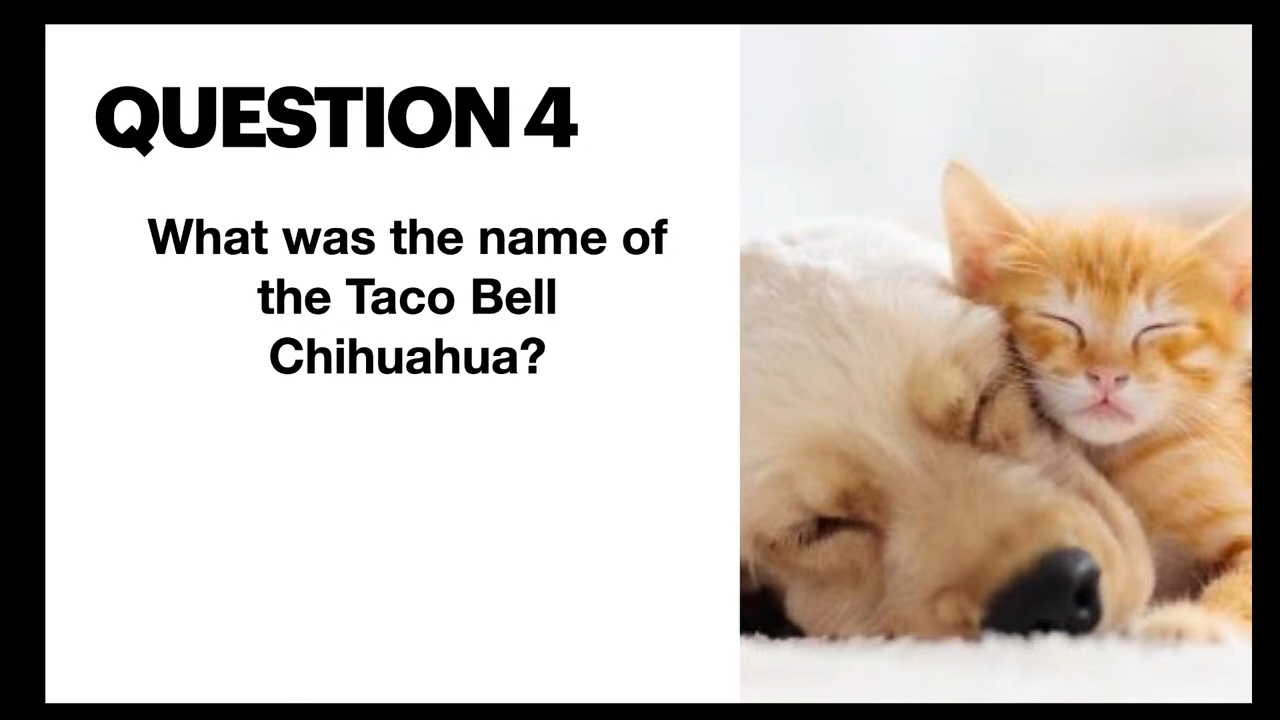 QUESTION 4
What was the name of
the Taco Bell
Chihuahua?